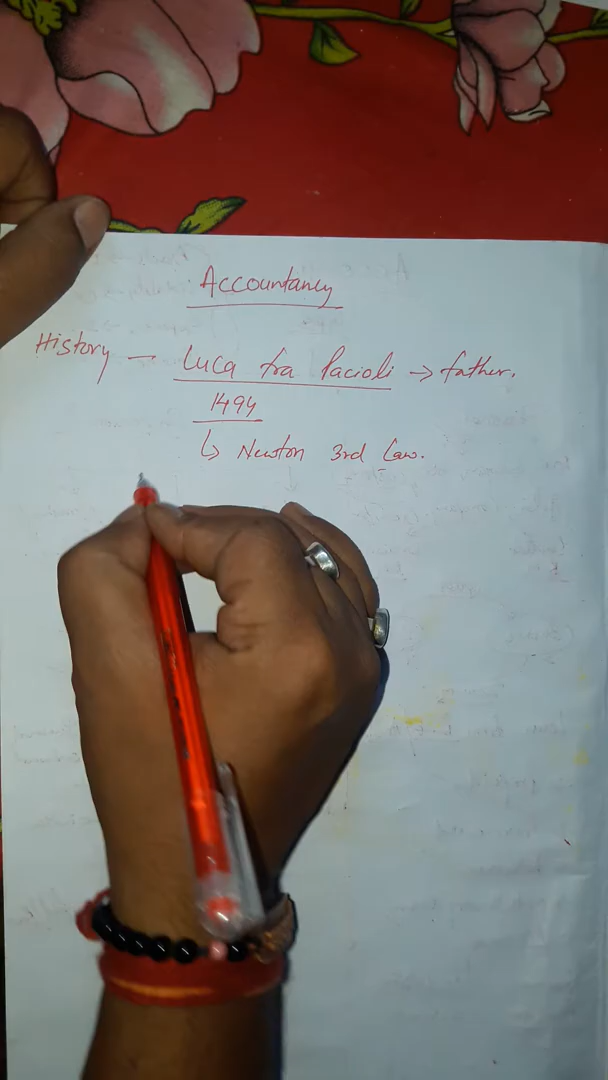 Accountancy
History — Luca fra Pacioli → father.
1494
↳ Newton 3rd Law.